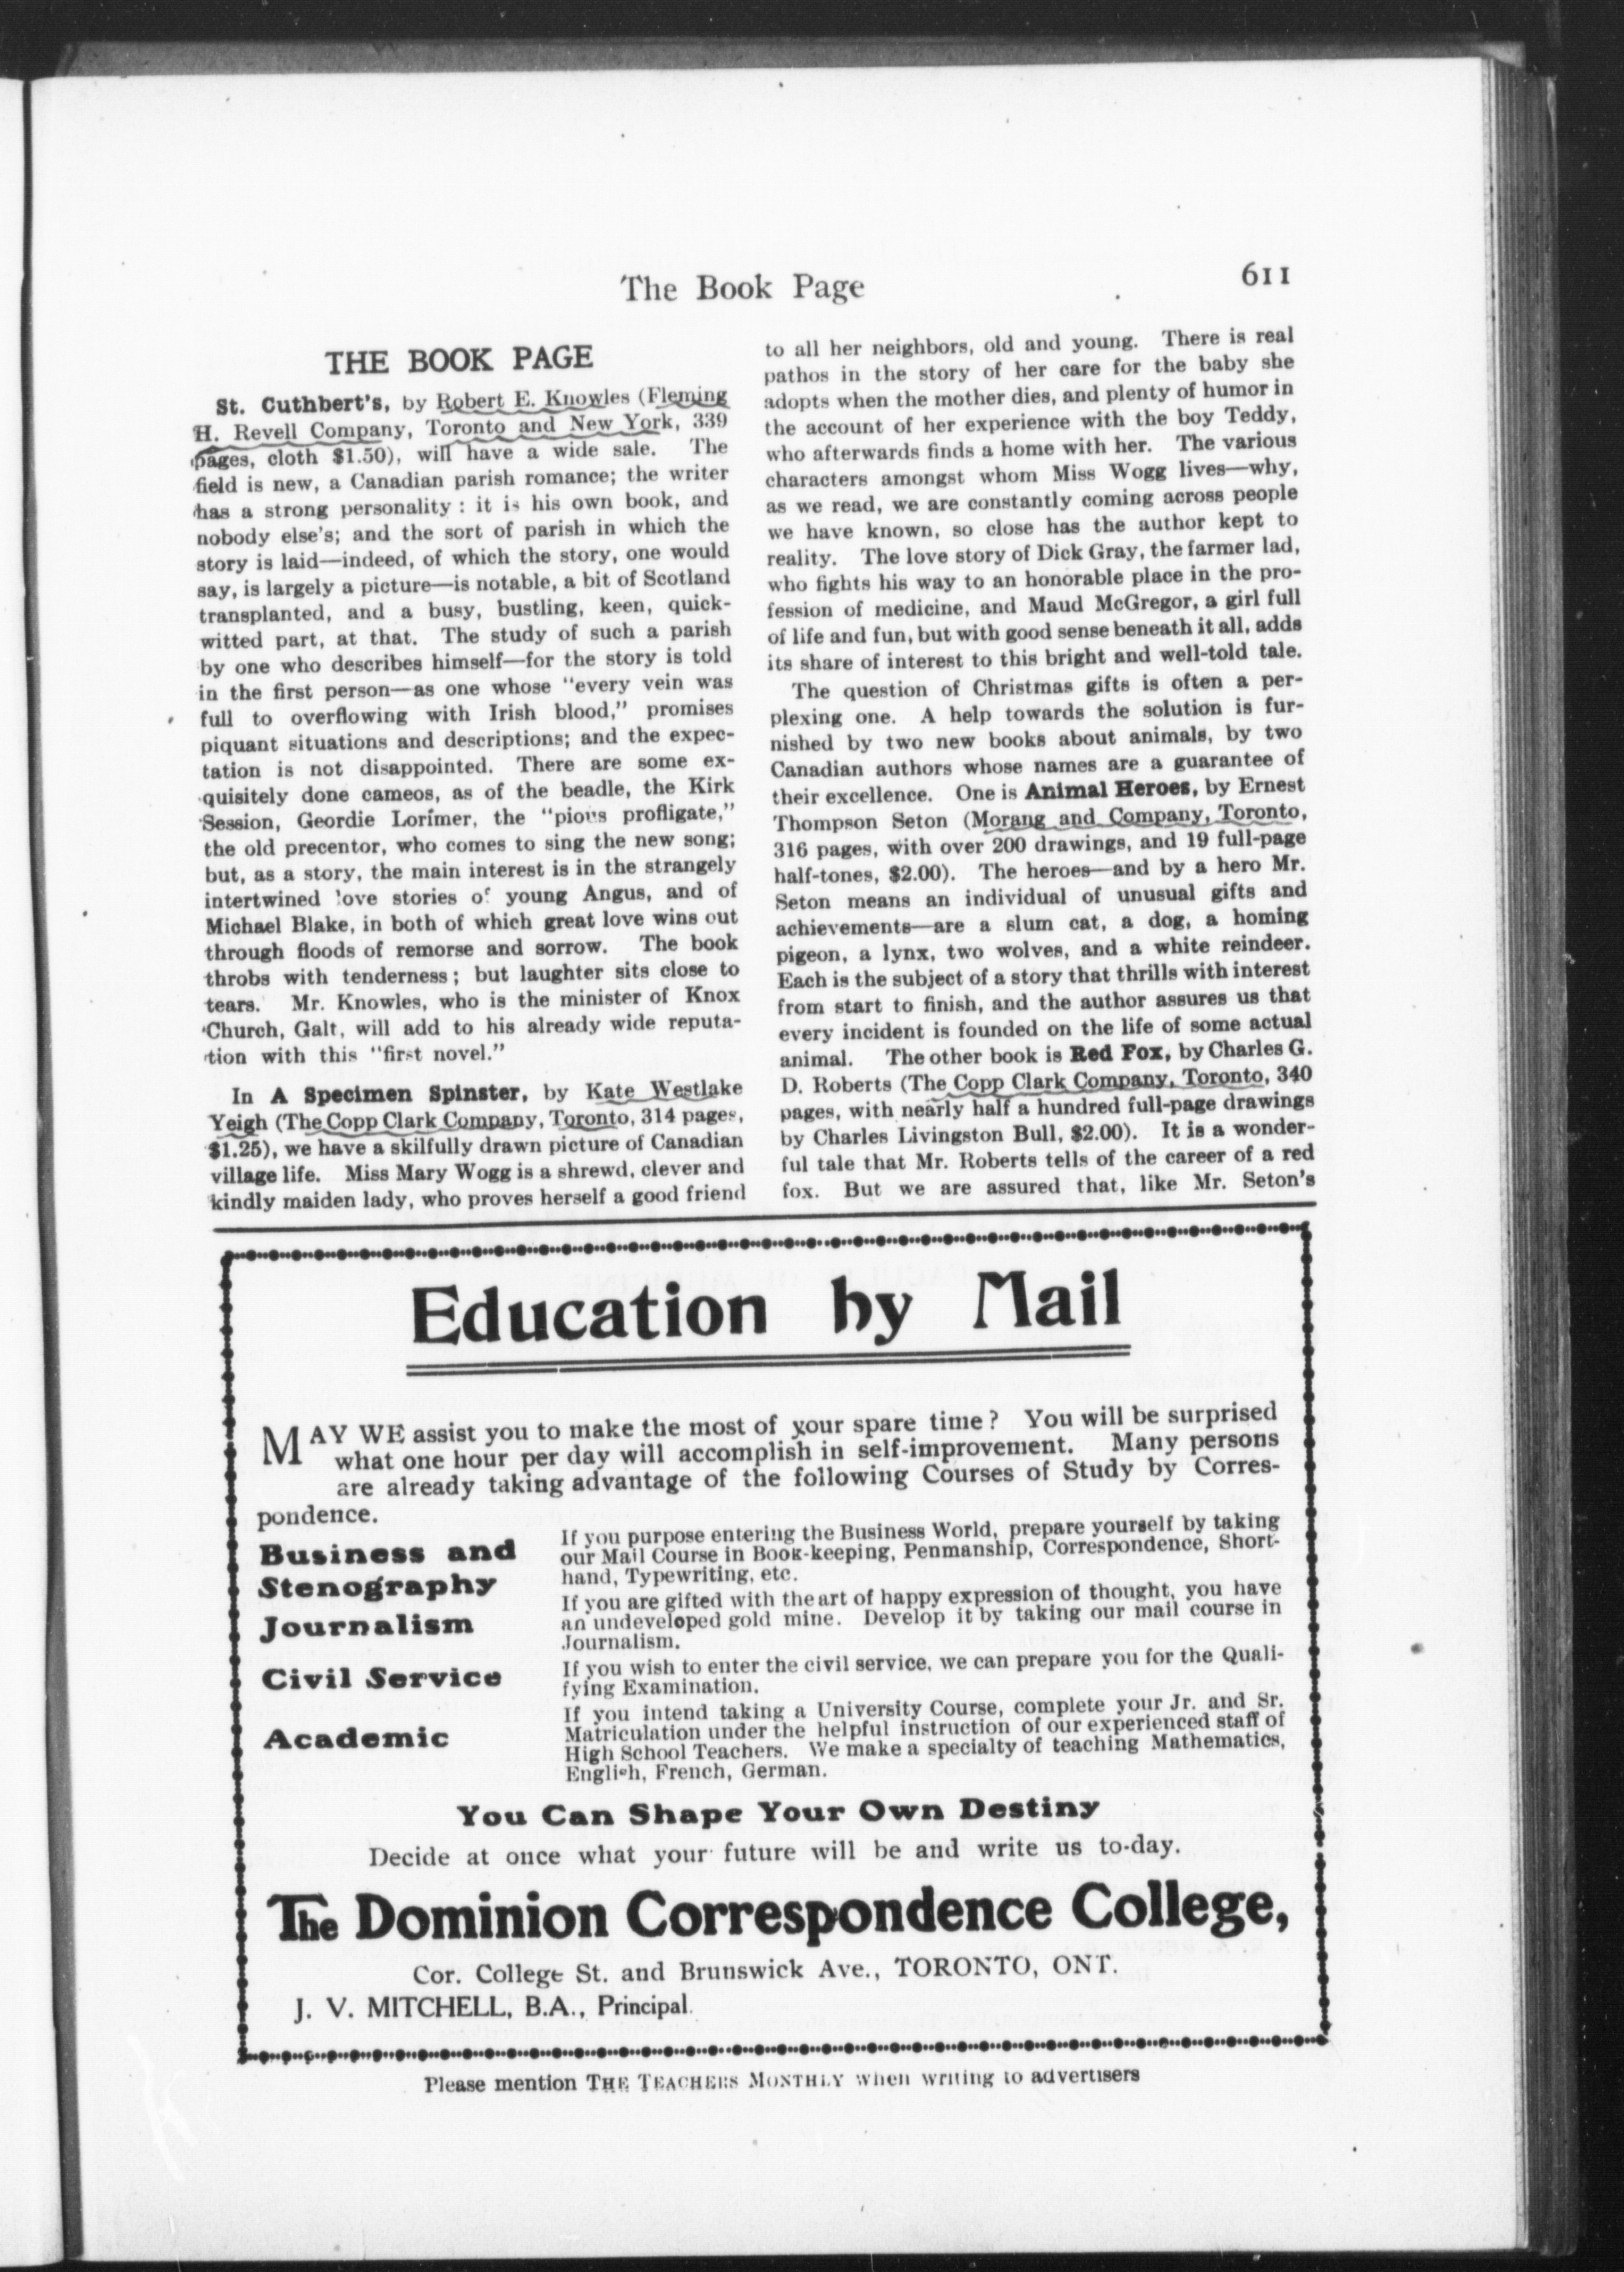 The Book Page
611
THE BOOK PAGE
St. Cuthbert's, by Robert E. Knowles (Fleming
H. Revell Company, Toronto and New York, 339
pages, cloth $1.50), will have a wide sale. The
field is new, a Canadian parish romance; the writer
has a strong personality : it is his own book, and
nobody else's; and the sort of parish in which the
story is laid—indeed, of which the story, one would
say, is largely a picture—is notable, a bit of Scotland
transplanted, and a busy, bustling, keen, quick-
witted part, at that. The study of such a parish
by one who describes himself—for the story is told
in the first person—as one whose "every vein was
full to overflowing with Irish blood," promises
piquant situations and descriptions; and the expec-
tation is not disappointed. There are some ex-
quisitely done cameos, as of the beadle, the Kirk
Session, Geordie Lorimer, the "pious profligate,"
the old precentor, who comes to sing the new song;
but, as a story, the main interest is in the strangely
intertwined love stories of young Angus, and of
Michael Blake, in both of which great love wins out
through floods of remorse and sorrow. The book
throbs with tenderness; but laughter sits close to
tears. Mr. Knowles, who is the minister of Knox
Church, Galt, will add to his already wide reputa-
tion with this "first novel."
In A Specimen Spinster, by Kate Westlake
Yeigh (The Copp Clark Company, Toronto, 314 pages,
$1.25), we have a skilfully drawn picture of Canadian
village life. Miss Mary Wogg is a shrewd, clever and
kindly maiden lady, who proves herself a good friend
to all her neighbors, old and young. There is real
pathos in the story of her care for the baby she
adopts when the mother dies, and plenty of humor in
the account of her experience with the boy Teddy,
who afterwards finds a home with her. The various
characters amongst whom Miss Wogg lives—why,
as we read, we are constantly coming across people
we have known, so close has the author kept to
reality. The love story of Dick Gray, the farmer lad,
who fights his way to an honorable place in the pro-
fession of medicine, and Maud McGregor, a girl full
of life and fun, but with good sense beneath it all, adds
its share of interest to this bright and well-told tale.
The question of Christmas gifts is often a per-
plexing one. A help towards the solution is fur-
nished by two new books about animals, by two
Canadian authors whose names are a guarantee of
their excellence. One is Animal Heroes, by Ernest
Thompson Seton (Morang and Company, Toronto,
316 pages, with over 200 drawings, and 19 full-page
half-tones, $2.00). The heroes—and by a hero Mr.
Seton means an individual of unusual gifts and
achievements—are a slum cat, a dog, a homing
pigeon, a lynx, two wolves, and a white reindeer.
Each is the subject of a story that thrills with interest
from start to finish, and the author assures us that
every incident is founded on the life of some actual
animal. The other book is Red Fox, by Charles G.
D. Roberts (The Copp Clark Company, Toronto, 340
pages, with nearly half a hundred full-page drawings
by Charles Livingston Bull, $2.00). It is a wonder-
ful tale that Mr. Roberts tells of the career of a red
fox. But we are assured that, like Mr. Seton's
Education by Mail
MAY WE assist you to make the most of your spare time? You will be surprised
what one hour per day will accomplish in self-improvement. Many persons
are already taking advantage of the following Courses of Study by Corres-
pondence.
Business and
Stenography
If you purpose entering the Business World, prepare yourself by taking
our Mail Course in Book-keeping, Penmanship, Correspondence, Short-
hand, Typewriting, etc.
Journalism
If you are gifted with the art of happy expression of thought, you have
an undeveloped gold mine. Develop it by taking our mail course in
Journalism.
Civil Service
If you wish to enter the civil service, we can prepare you for the Quali-
fying Examination.
Academic
If you intend taking a University Course, complete your Jr. and Sr.
Matriculation under the helpful instruction of our experienced staff of
High School Teachers. We make a specialty of teaching Mathematics,
English, French, German.
You Can Shape Your Own Destiny
Decide at once what your future will be and write us to-day.
The Dominion Correspondence College,
Cor. College St. and Brunswick Ave., TORONTO, ONT.
J. V. MITCHELL, B.A., Principal.
Please mention THE TEACHERS MONTHLY when writing to advertisers